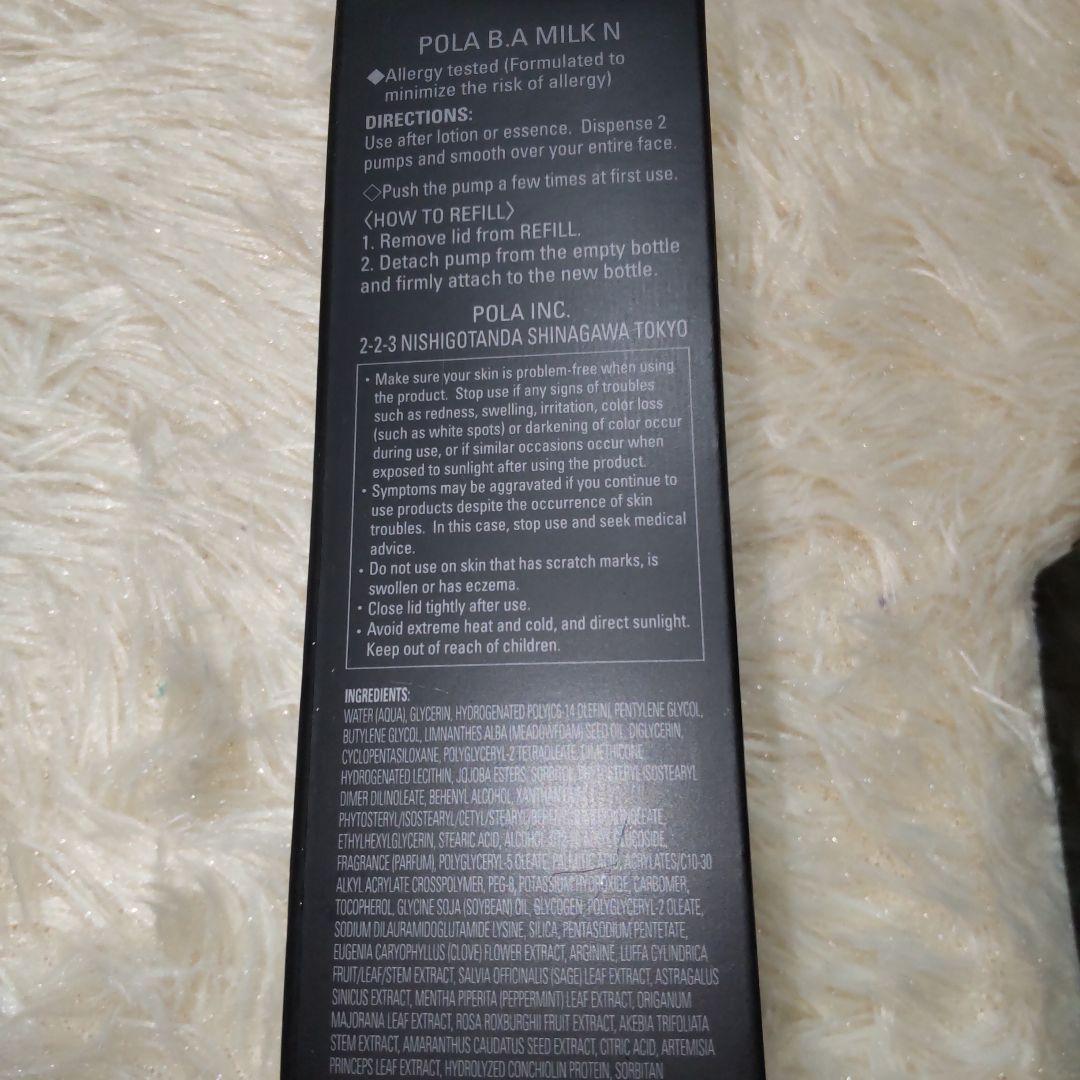 POLA B.A MILK N
◆Allergy tested (Formulated to
minimize the risk of allergy)
DIRECTIONS:
Use after lotion or essence. Dispense 2
pumps and smooth over your entire face.
◇Push the pump a few times at first use.
〈HOW TO REFILL〉
1. Remove lid from REFILL.
2. Detach pump from the empty bottle
and firmly attach to the new bottle.
POLA INC.
2-2-3 NISHIGOTANDA SHINAGAWA TOKYO
• Make sure your skin is problem-free when using
the product. Stop use if any signs of troubles
such as redness, swelling, irritation, color loss
(such as white spots) or darkening of color occur
during use, or if similar occasions occur when
exposed to sunlight after using the product.
• Symptoms may be aggravated if you continue to
use products despite the occurrence of skin
troubles. In this case, stop use and seek medical
advice.
• Do not use on skin that has scratch marks, is
swollen or has eczema.
• Close lid tightly after use.
• Avoid extreme heat and cold, and direct sunlight.
Keep out of reach of children.
INGREDIENTS:
WATER (AQUA), GLYCERIN, HYDROGENATED POLY(C6-14 OLEFIN), PENTYLENE GLYCOL,
BUTYLENE GLYCOL, LIMNANTHES ALBA (MEADOWFOAM) SEED OIL, DIGLYCERIN,
CYCLOPENTASILOXANE, POLYGLYCERYL-2 TETRAOLEATE, DIMETHICONE,
HYDROGENATED LECITHIN, JOJOBA ESTERS,
DIMER DILINOLEATE, BEHENYL ALCOHOL, XANTHAN
PHYTOSTERYL/ISOSTEARYL/CETYL/STEARYL/
ETHYLHEXYLGLYCERIN, STEARIC ACID, ALCOHOL,
FRAGRANCE (PARFUM), POLYGLYCERYL-5 OLEATE, PALMITIC ACID, ACRYLATES/C10-30
ALKYL ACRYLATE CROSSPOLYMER, PEG-8, POTASSIUM HYDROXIDE, CARBOMER,
TOCOPHEROL, GLYCINE SOJA (SOYBEAN) OIL, GLYCOGEN, POLYGLYCERYL-2 OLEATE,
SODIUM DILAURAMIDOGLUTAMIDE LYSINE, SILICA, PENTASODIUM PENTETATE,
EUGENIA CARYOPHYLLUS (CLOVE) FLOWER EXTRACT, ARGININE, LUFFA CYLINDRICA
FRUIT/LEAF/STEM EXTRACT, SALVIA OFFICINALIS (SAGE) LEAF EXTRACT, ASTRAGALUS
SINICUS EXTRACT, MENTHA PIPERITA (PEPPERMINT) LEAF EXTRACT, ORIGANUM
MAJORANA LEAF EXTRACT, ROSA ROXBURGHII FRUIT EXTRACT, AKEBIA TRIFOLIATA
STEM EXTRACT, AMARANTHUS CAUDATUS SEED EXTRACT, CITRIC ACID, ARTEMISIA
PRINCEPS LEAF EXTRACT, HYDROLYZED CONCHIOLIN PROTEIN, SORBITAN